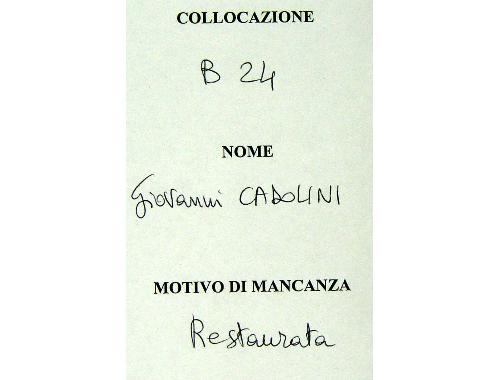 COLLOCAZIONE
B 24
NOME
Giovanni CADOLINI
MOTIVO DI MANCANZA
Restaurata